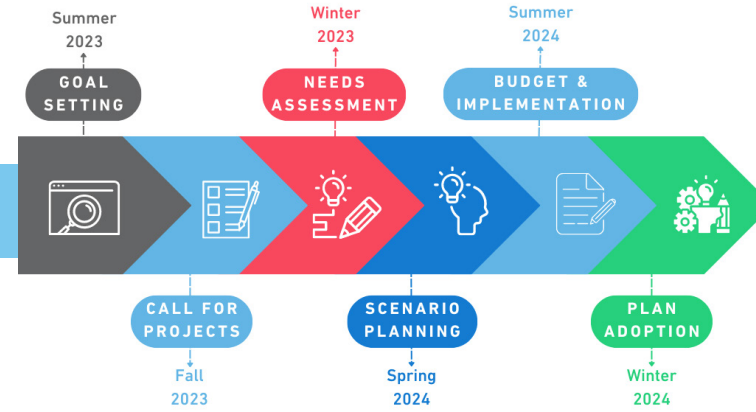 Summer
2023
GOAL
SETTING
Winter
2023
NEEDS
ASSESSMENT
Summer
2024
BUDGET &
IMPLEMENTATION
CALL FOR
PROJECTS
Fall
2023
SCENARIO
PLANNING
Spring
2024
PLAN
ADOPTION
Winter
2024